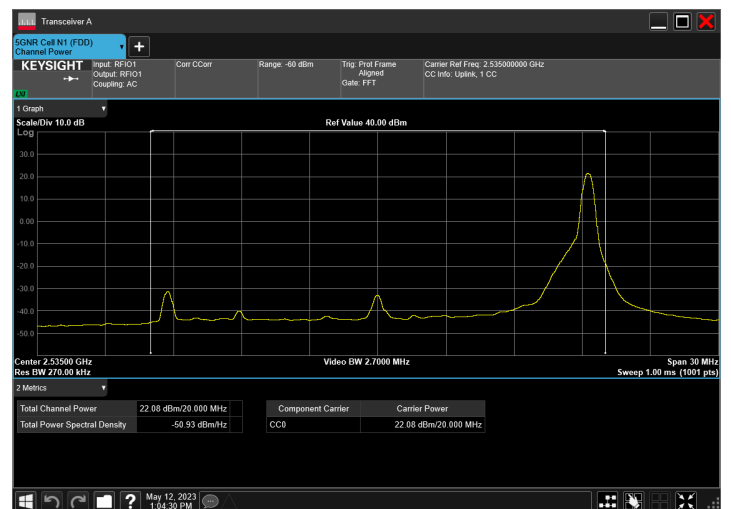 Transceiver A
5GNR Cell N1 (FDD)
Channel Power
KEYSIGHT
LXI
Input: RFIO1
Output: RFIO1
Coupling: AC
Corr CCorr
Range: -60 dBm
Trig: Prot Frame
Aligned
Gate: FFT
Carrier Ref Freq: 2.535000000 GHz
CC Info: Uplink, 1 CC
1 Graph
Scale/Div 10.0 dB
Ref Value 40.00 dBm
Log
30.0
20.0
10.0
0.00
-10.0
-20.0
-30.0
-40.0
-50.0
Center 2.53500 GHz
Video BW 2.7000 MHz
Span 30 MHz
Res BW 270.00 kHz
Sweep 1.00 ms (1001 pts)
2 Metrics
Total Channel Power 22.08 dBm/20.000 MHz
Total Power Spectral Density -50.93 dBm/Hz
Component Carrier Carrier Power
CC0 22.08 dBm/20.000 MHz
May 12, 2023
1:04:30 PM